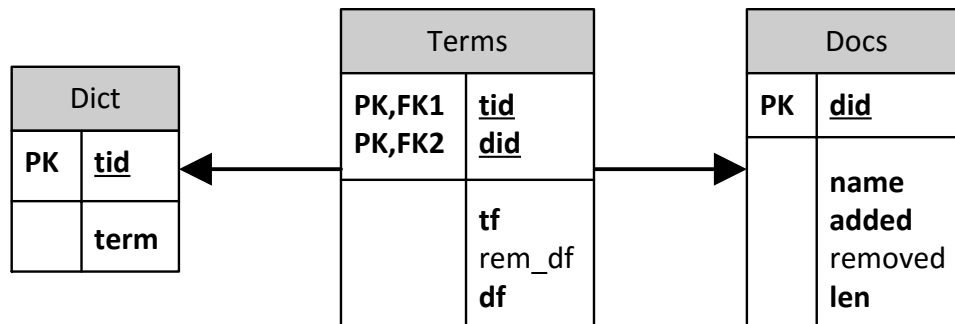 Dict
PK tid
term
Terms
PK,FK1 tid
PK,FK2 did
tf
rem_df
df
Docs
PK did
name
added
removed
len